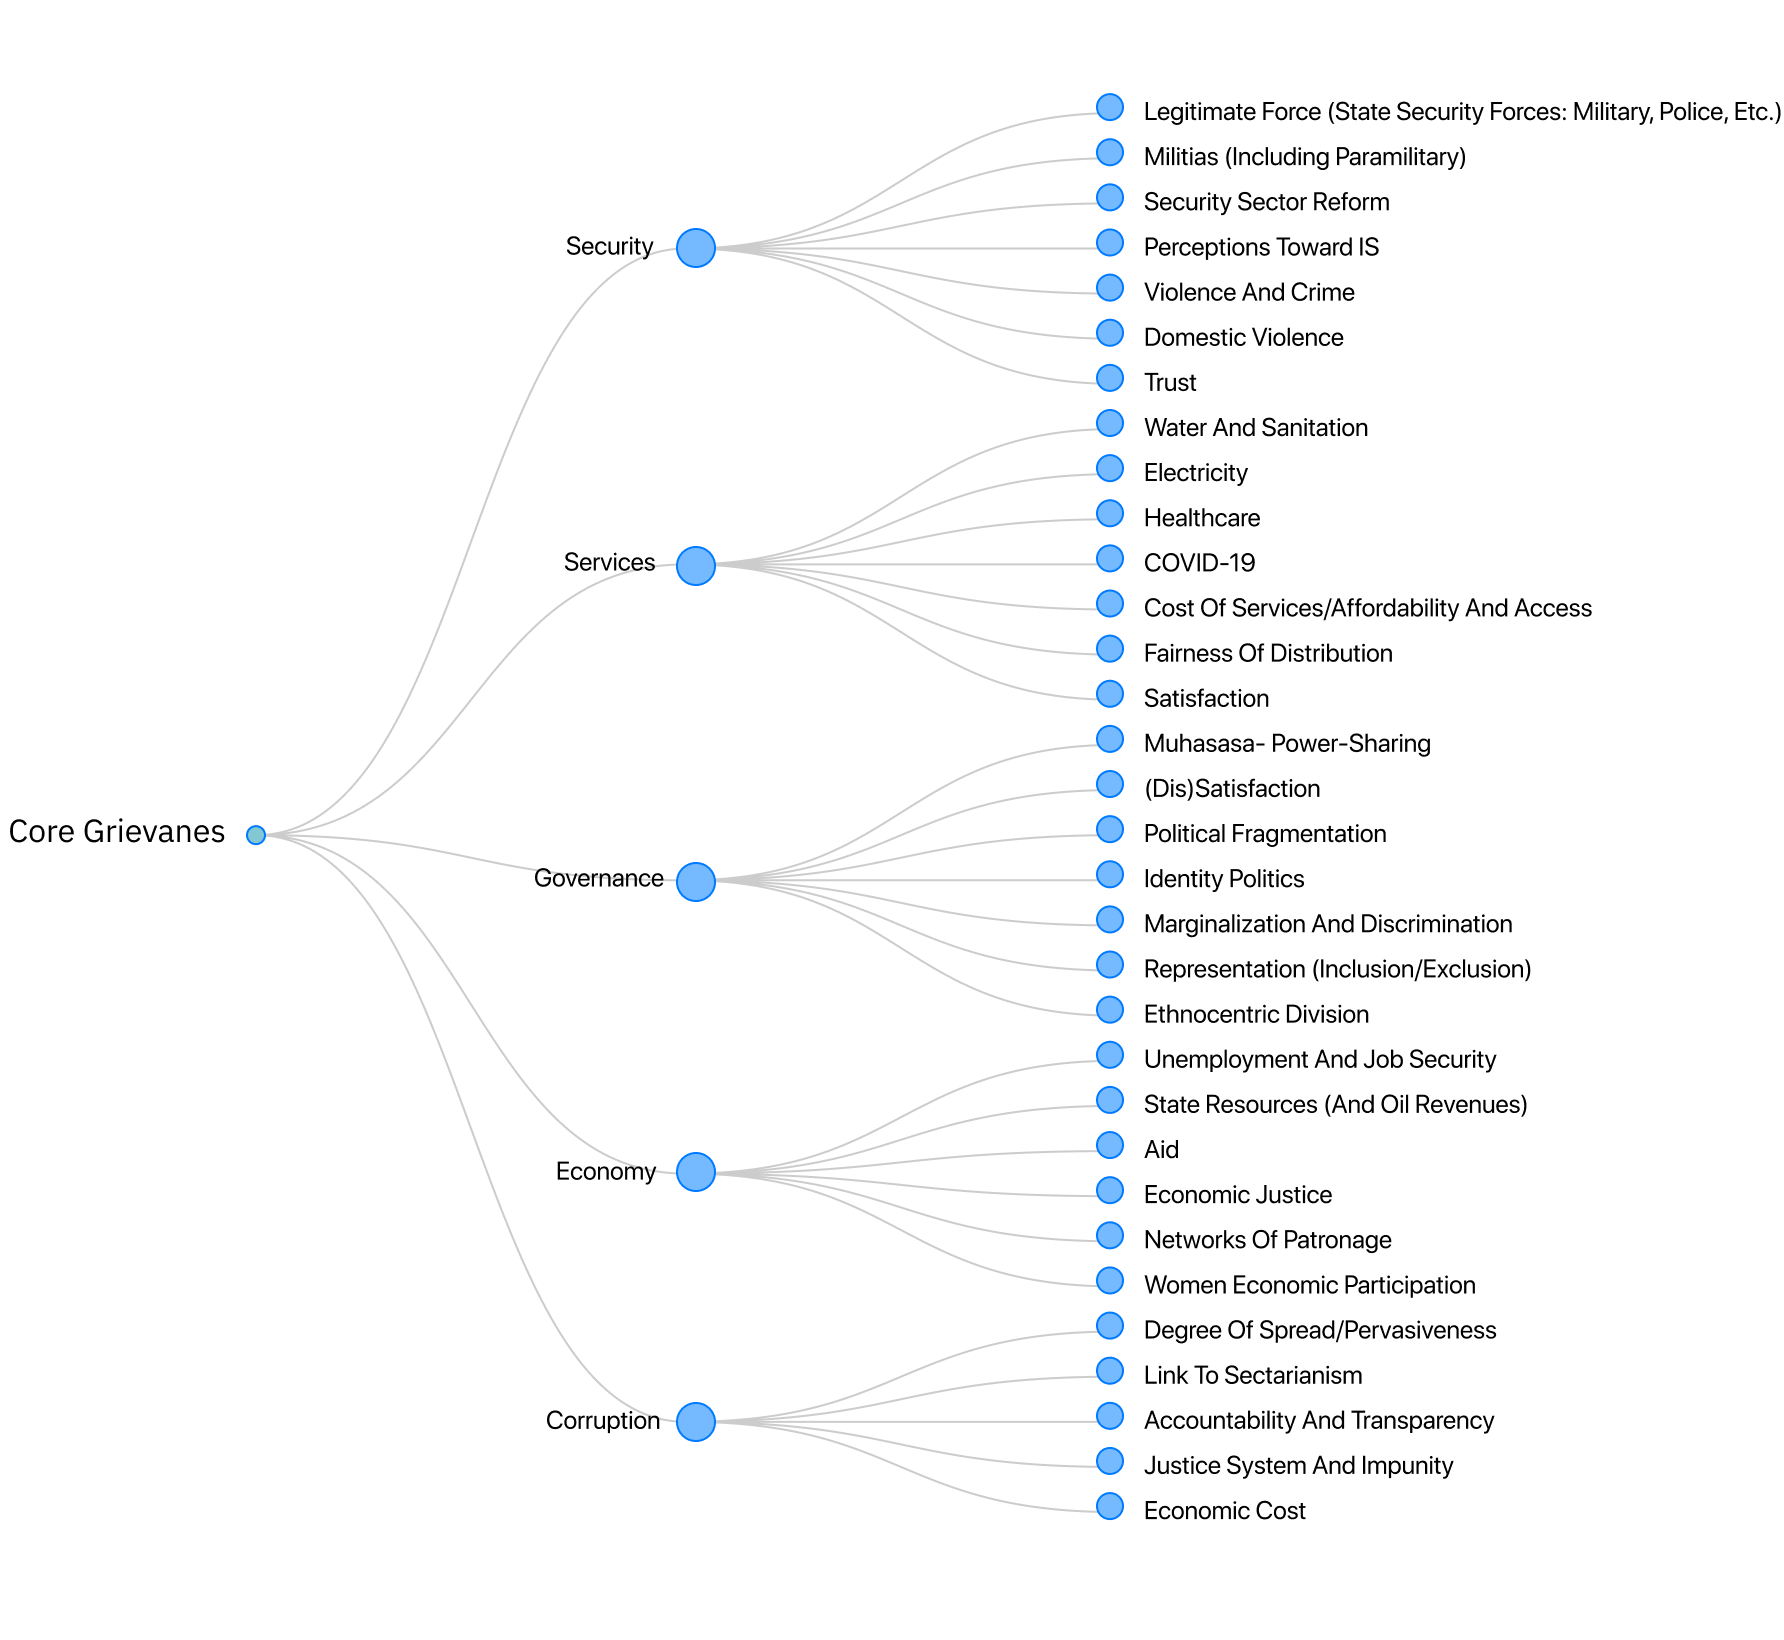 Core Grievanes
Security
Legitimate Force (State Security Forces: Military, Police, Etc.)
Militias (Including Paramilitary)
Security Sector Reform
Perceptions Toward IS
Violence And Crime
Domestic Violence
Trust
Services
Water And Sanitation
Electricity
Healthcare
COVID-19
Cost Of Services/Affordability And Access
Fairness Of Distribution
Satisfaction
Governance
Muhasasa- Power-Sharing
(Dis)Satisfaction
Political Fragmentation
Identity Politics
Marginalization And Discrimination
Representation (Inclusion/Exclusion)
Ethnocentric Division
Economy
Unemployment And Job Security
State Resources (And Oil Revenues)
Aid
Economic Justice
Networks Of Patronage
Women Economic Participation
Corruption
Degree Of Spread/Pervasiveness
Link To Sectarianism
Accountability And Transparency
Justice System And Impunity
Economic Cost